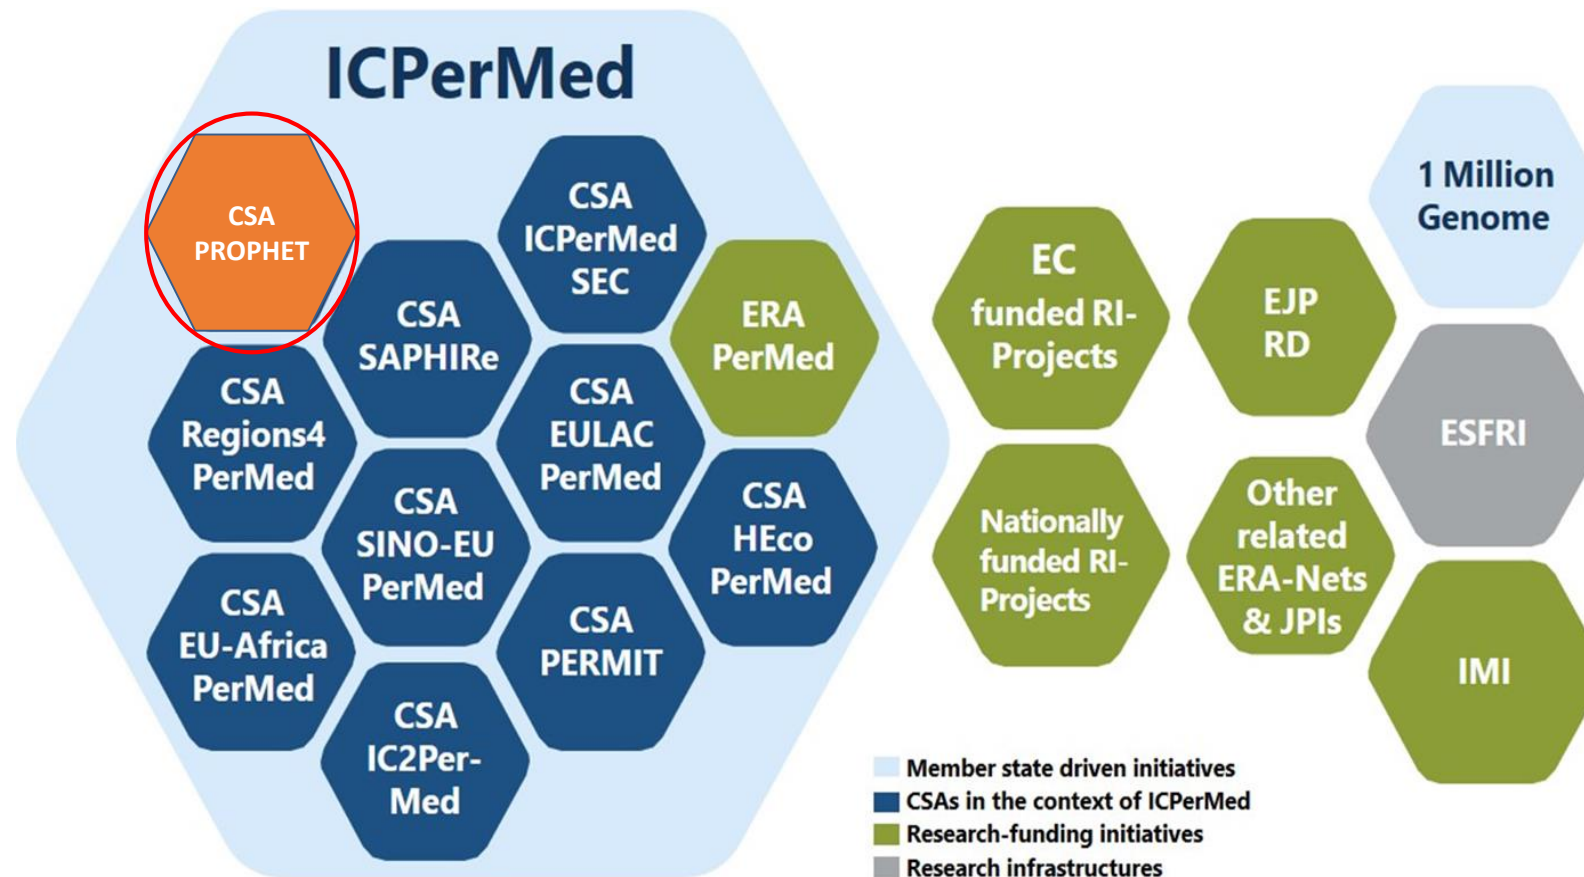 ICPerMed
CSA
PROPHET
CSA
ICPerMed
SEC
CSA
SAPHIRe
ERA
PerMed
CSA
Regions4
PerMed
CSA
EULAC
PerMed
CSA
SINO-EU
PerMed
CSA
HEco
PerMed
CSA
EU-Africa
PerMed
CSA
PERMIT
CSA
IC2Per-
Med
EC
funded RI-
Projects
EJP
RD
1 Million
Genome
ESFRI
Nationally
funded RI-
Projects
Other
related
ERA-Nets
& JPIs
IMI
Member state driven initiatives
CSAs in the context of ICPerMed
Research-funding initiatives
Research infrastructures